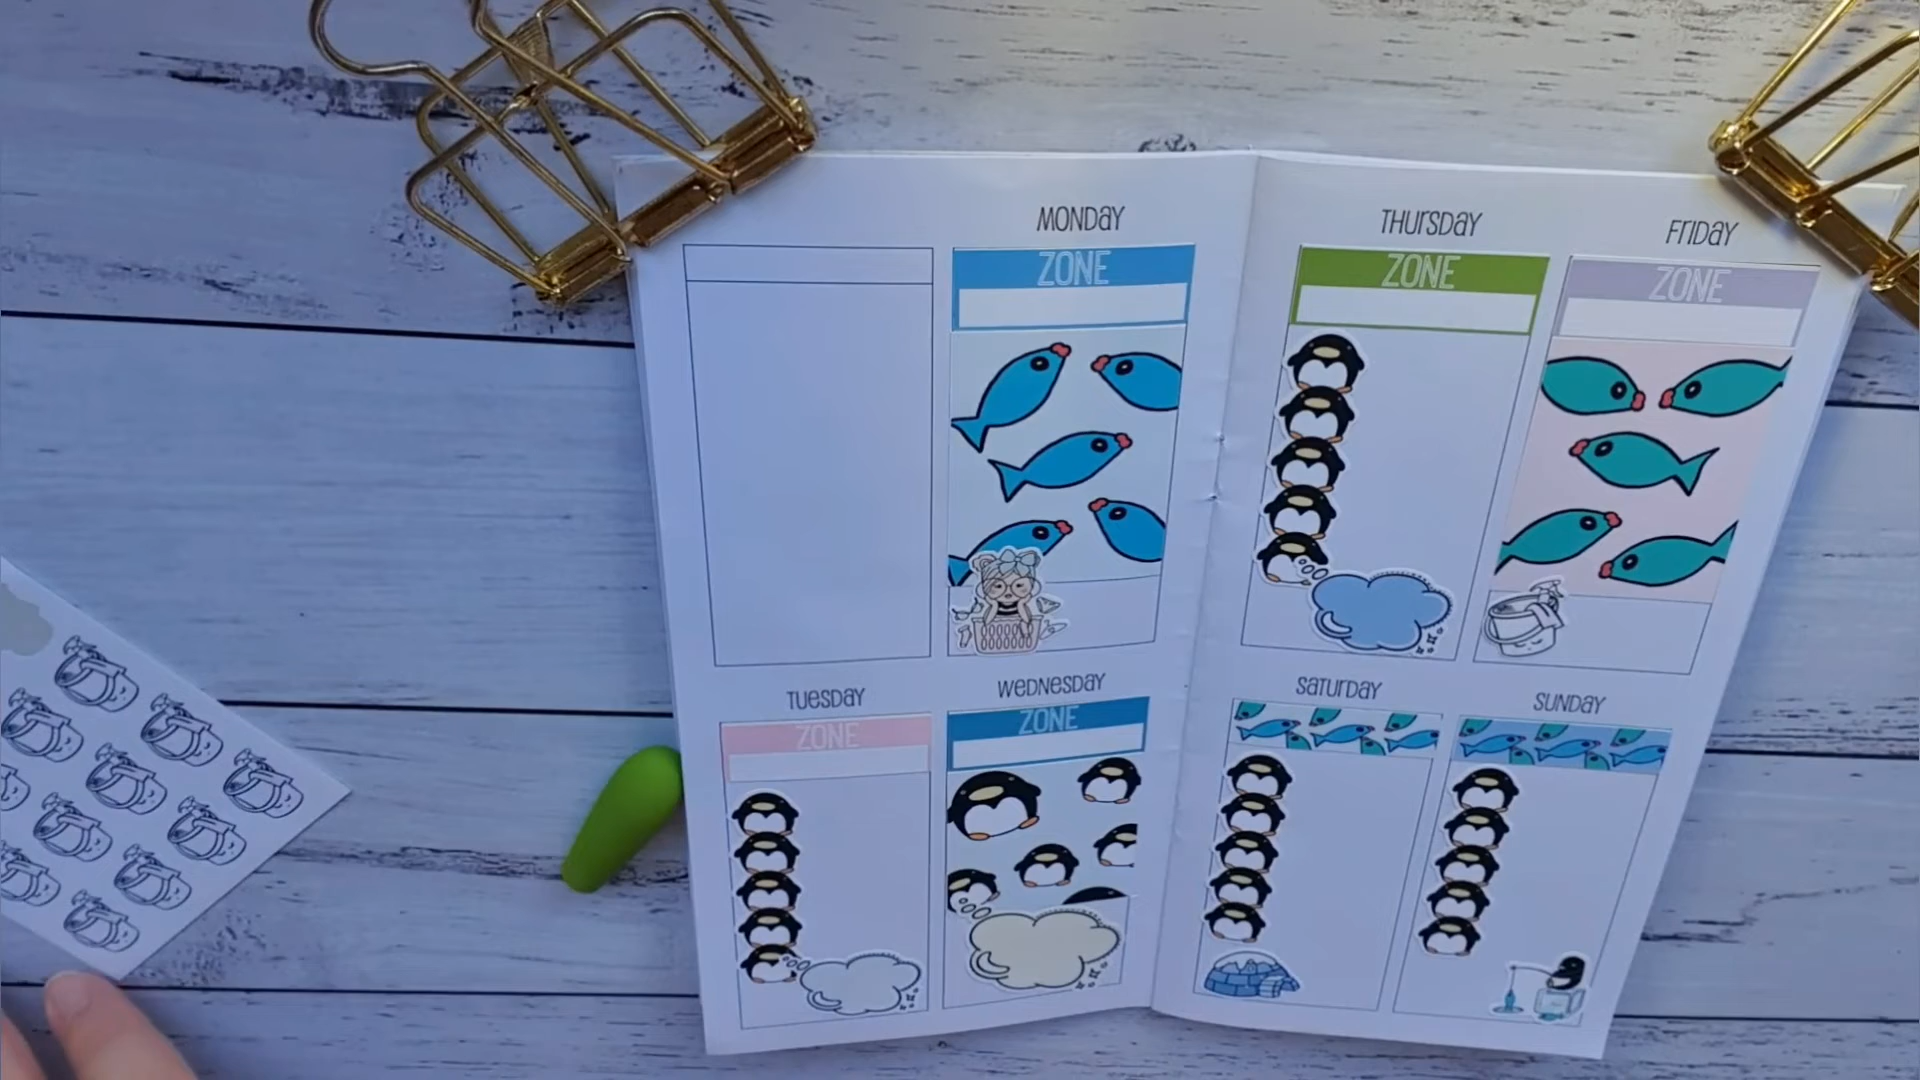 MONDAY
ZONE
TUESDAY
ZONE
WEDNESDAY
ZONE
THURSDAY
ZONE
FRIDAY
ZONE
SATURDAY
SUNDAY